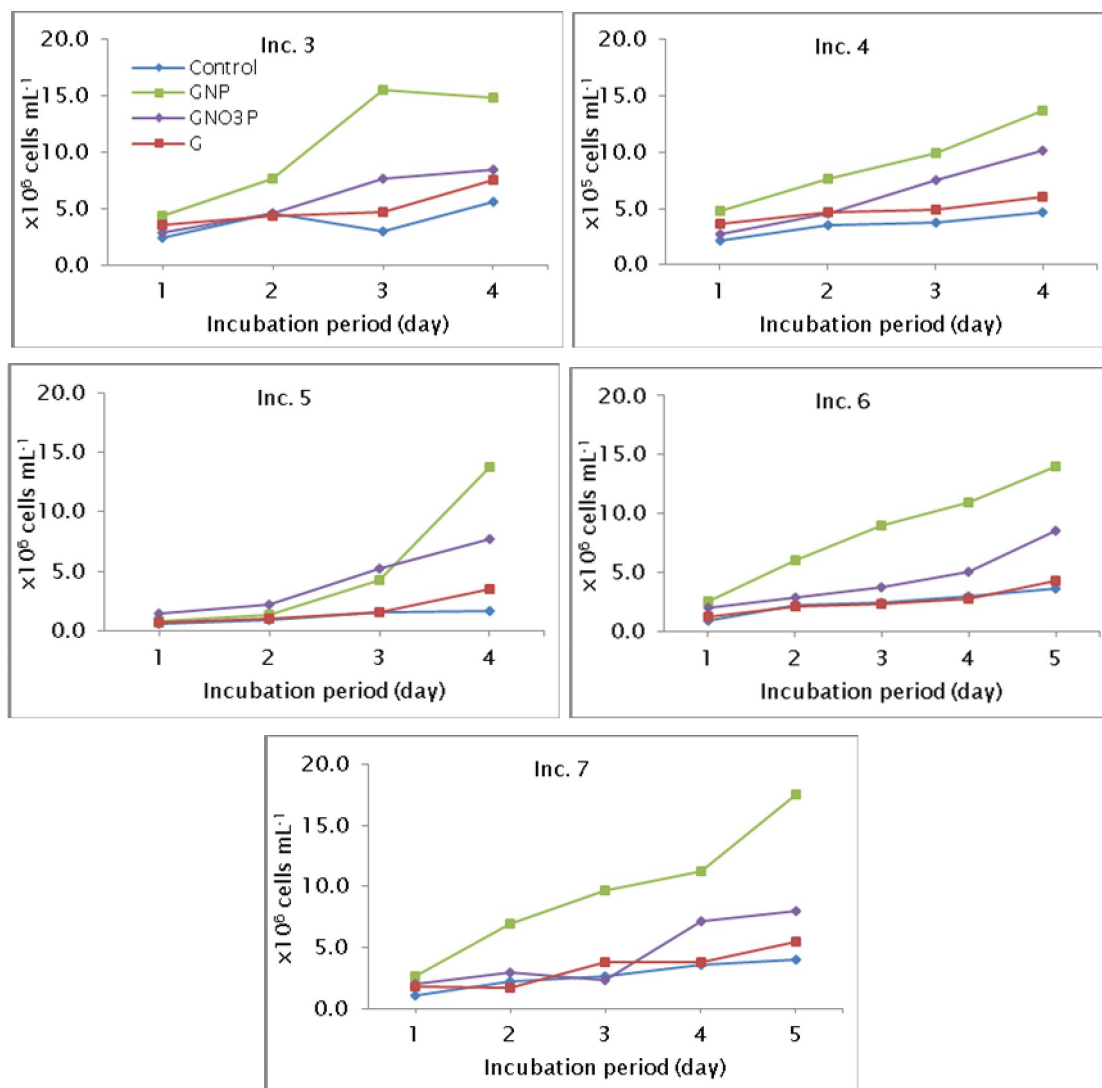 Inc. 3
Control
GNP
GNO3P
G
20.0
15.0
10.0
5.0
0.0
x10⁶ cells mL⁻¹
1 2 3 4
Incubation period (day)
Inc. 4
20.0
15.0
10.0
5.0
0.0
x10⁵ cells mL⁻¹
1 2 3 4
Incubation period (day)
Inc. 5
20.0
15.0
10.0
5.0
0.0
x10⁶ cells mL⁻¹
1 2 3 4
Incubation period (day)
Inc. 6
20.0
15.0
10.0
5.0
0.0
x10⁶ cells mL⁻¹
1 2 3 4 5
Incubation period (day)
Inc. 7
20.0
15.0
10.0
5.0
0.0
x10⁶ cells mL⁻¹
1 2 3 4 5
Incubation period (day)